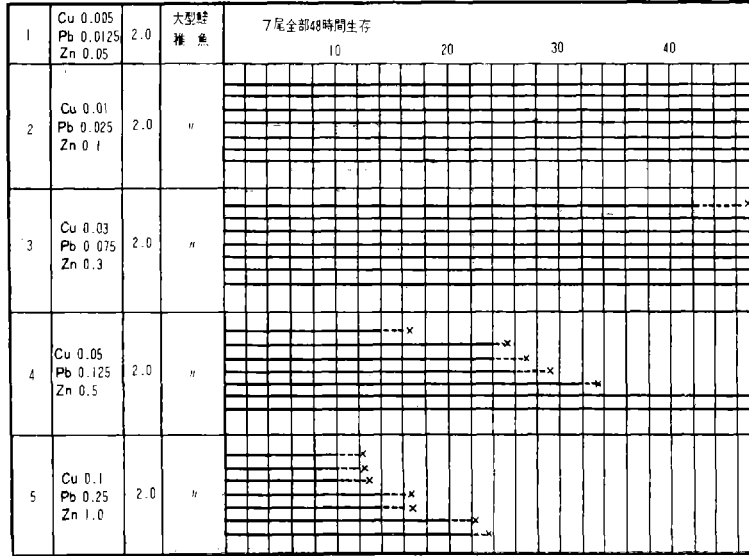 1
Cu 0.005
Pb 0.0125
Zn 0.05
2.0
大型鮭
稚魚
7尾全部48時間生存
10 20 30 40
2
Cu 0.01
Pb 0.025
Zn 0.1
2.0
〃
3
Cu 0.03
Pb 0.075
Zn 0.3
2.0
〃
4
Cu 0.05
Pb 0.125
Zn 0.5
2.0
〃
5
Cu 0.1
Pb 0.25
Zn 1.0
2.0
〃